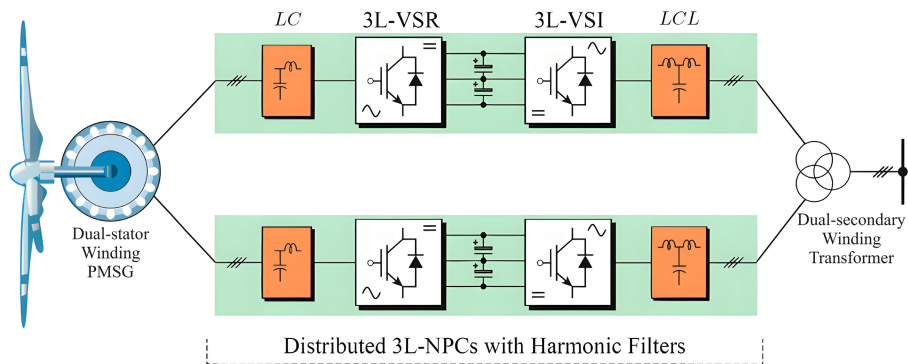 LC
3L-VSR
3L-VSI
LCL
Dual-stator
Winding
PMSG
Dual-secondary
Winding
Transformer
Distributed 3L-NPCs with Harmonic Filters